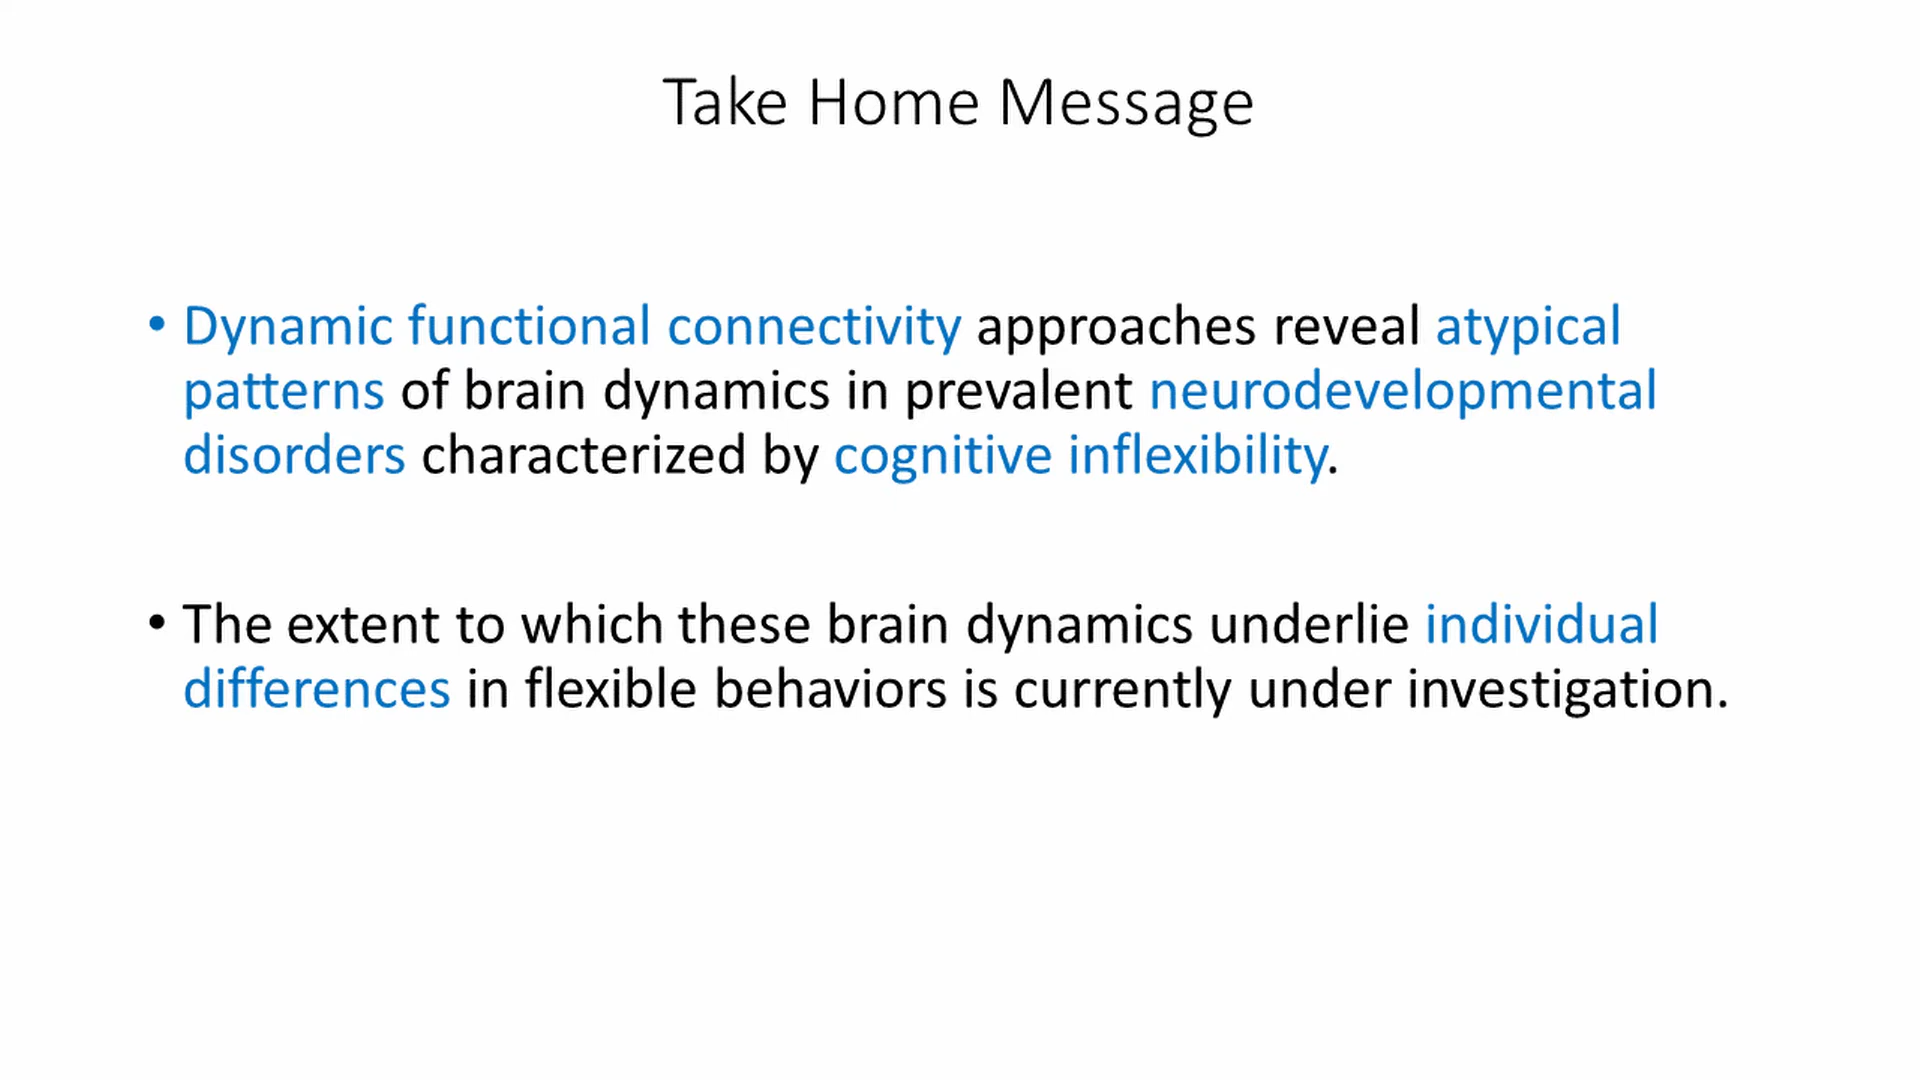 Take Home Message
• Dynamic functional connectivity approaches reveal atypical
patterns of brain dynamics in prevalent neurodevelopmental
disorders characterized by cognitive inflexibility.
• The extent to which these brain dynamics underlie individual
differences in flexible behaviors is currently under investigation.